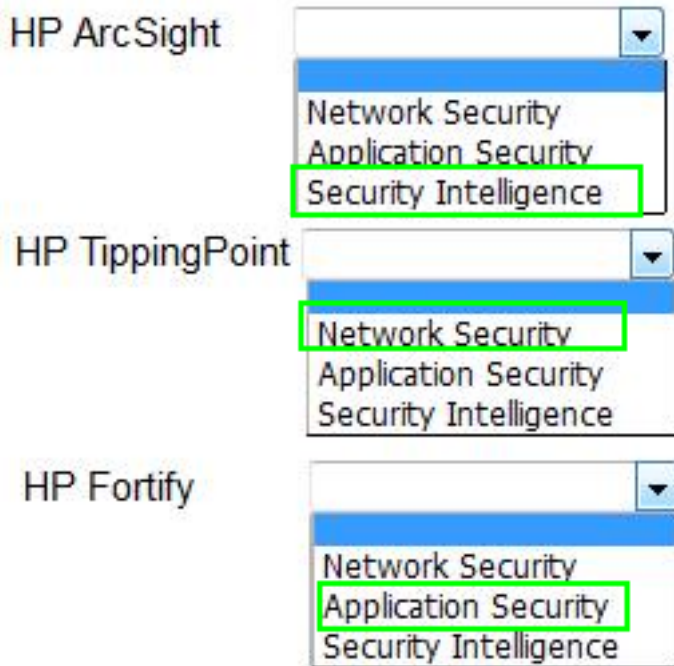 HP ArcSight
Network Security
Application Security
Security Intelligence
HP TippingPoint
Network Security
Application Security
Security Intelligence
HP Fortify
Network Security
Application Security
Security Intelligence